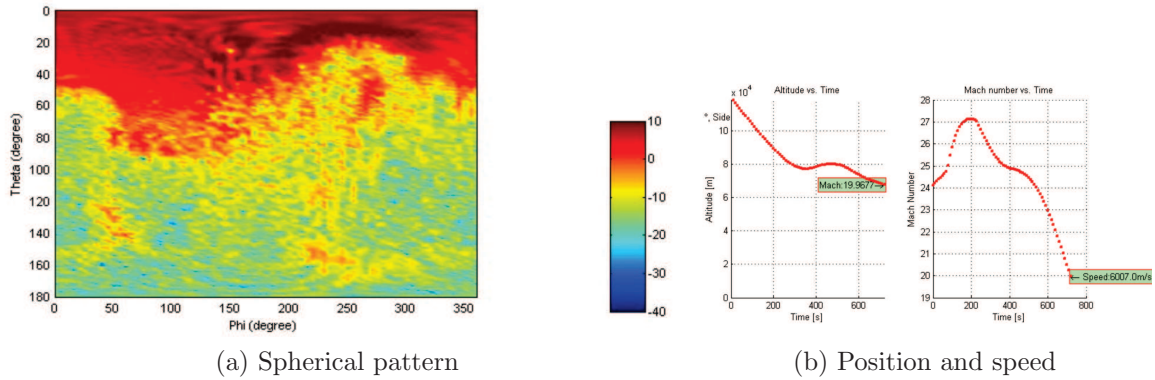 0
20
40
60
80
100
120
140
160
180
Theta (degree)
0 50 100 150 200 250 300 350
Phi (degree)
10
0
-10
-20
-30
-40
(a) Spherical pattern
Altitude vs. Time
x 10⁴
°, Side
10
8
6
4
2
0
Altitude [m]
Mach:19.9677→
0 200 400 600
Time [s]
Mach number vs. Time
28
27
26
25
24
23
22
21
20
19
Mach Number
← Speed:6007.0m/s
0 200 400 600 800
Time [s]
(b) Position and speed